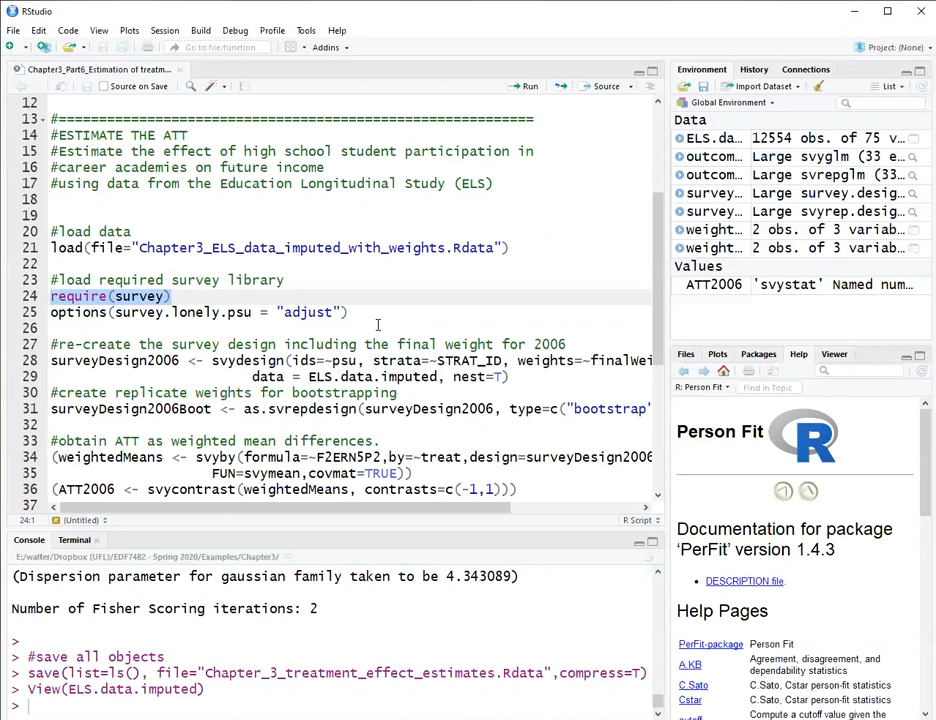 RStudio
File Edit Code View Plots Session Build Debug Profile Tools Help
Go to file/function Addins Project: (None)
Chapter3_Part6_Estimation of treatm...
Source on Save Run Source
12
13 #==========================================================
14 #ESTIMATE THE ATT
15 #Estimate the effect of high school student participation in
16 #career academies on future income
17 #using data from the Education Longitudinal Study (ELS)
18
19
20 #load data
21 load(file="Chapter3_ELS_data_imputed_with_weights.Rdata")
22
23 #load required survey library
24 require(survey)
25 options(survey.lonely.psu = "adjust")
26
27 #re-create the survey design including the final weight for 2006
28 surveyDesign2006 <- svydesign(ids=~psu, strata=~STRAT_ID, weights=~finalWei
29 data = ELS.data.imputed, nest=T)
30 #create replicate weights for bootstrapping
31 surveyDesign2006Boot <- as.svrepdesign(surveyDesign2006, type=c("bootstrap"
32
33 #obtain ATT as weighted mean differences.
34 (weightedMeans <- svyby(formula=~F2ERN5P2,by=~treat,design=surveyDesign2006
35 FUN=svymean,covmat=TRUE))
36 (ATT2006 <- svycontrast(weightedMeans, contrasts=c(-1,1)))
37
24:1 (Untitled) R Script
Console Terminal
E:/walter/Dropbox (UFL)/EDF7482 - Spring 2020/Examples/Chapter3/
(Dispersion parameter for gaussian family taken to be 4.343089)
Number of Fisher Scoring iterations: 2
>
> #save all objects
> save(list=ls(), file="Chapter_3_treatment_effect_estimates.Rdata",compress=T)
> View(ELS.data.imputed)
>
Environment History Connections
Import Dataset List
Global Environment
Data
ELS.da... 12554 obs. of 75 v...
outcom... Large svyglm (33 e...
outcom... Large svrepglm (33...
survey... Large survey.desig...
survey... Large svyrep.desig...
weight... 2 obs. of 3 variab...
weight... 2 obs. of 3 variab...
Values
ATT2006 'svystat' Named num...
Files Plots Packages Help Viewer
R: Person Fit Find in Topic
Person Fit
Documentation for package
‘PerFit’ version 1.4.3
• DESCRIPTION file.
Help Pages
PerFit-package Person Fit
A.KB Agreement, disagreement, and
dependability statistics
C.Sato C.Sato, Cstar person-fit statistics
Cstar C.Sato, Cstar person-fit statistics
cutoff Compute a cutoff value given the